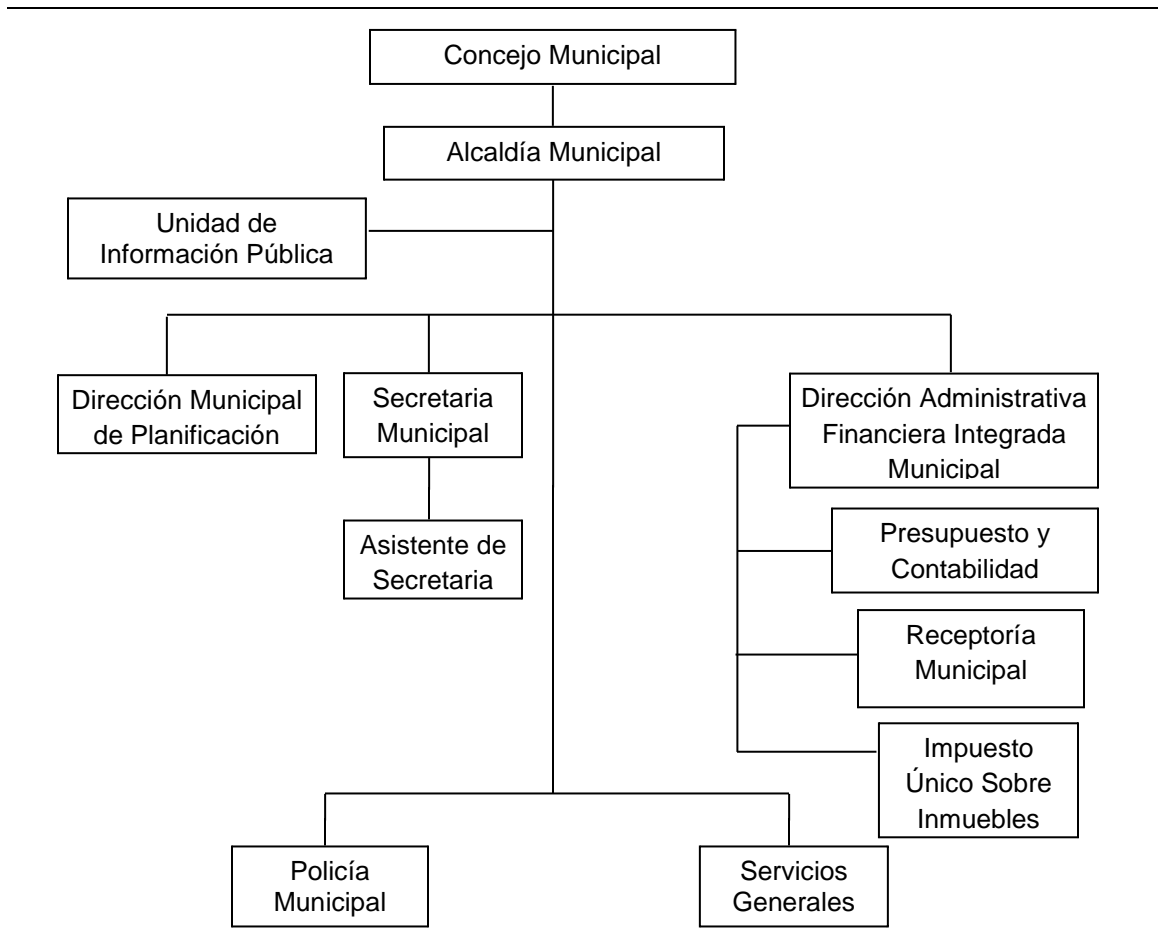 Concejo Municipal
Alcaldía Municipal
Unidad de
Información Pública
Dirección Municipal
de Planificación
Secretaria
Municipal
Dirección Administrativa
Financiera Integrada
Municipal
Asistente de
Secretaria
Presupuesto y
Contabilidad
Receptoría
Municipal
Impuesto
Único Sobre
Inmuebles
Policía
Municipal
Servicios
Generales